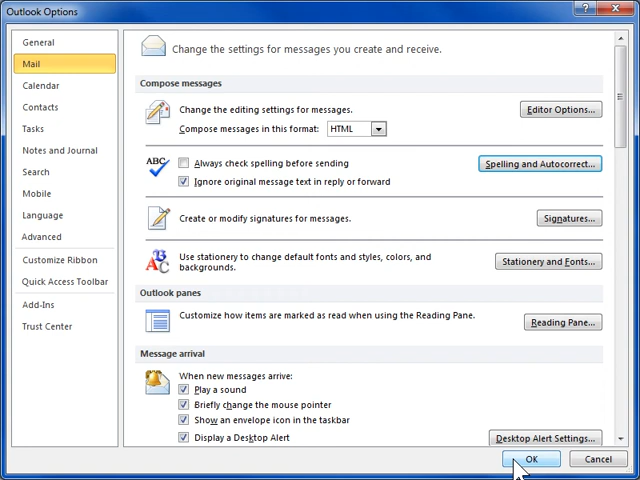 Outlook Options
General
Mail
Calendar
Contacts
Tasks
Notes and Journal
Search
Mobile
Language
Advanced
Customize Ribbon
Quick Access Toolbar
Add-Ins
Trust Center
Change the settings for messages you create and receive.
Compose messages
Change the editing settings for messages.
Editor Options...
Compose messages in this format: HTML
ABC
Always check spelling before sending
Spelling and Autocorrect...
Ignore original message text in reply or forward
Create or modify signatures for messages.
Signatures...
Use stationery to change default fonts and styles, colors, and
backgrounds.
Stationery and Fonts...
Outlook panes
Customize how items are marked as read when using the Reading Pane.
Reading Pane...
Message arrival
When new messages arrive:
Play a sound
Briefly change the mouse pointer
Show an envelope icon in the taskbar
Display a Desktop Alert
Desktop Alert Settings...
OK
Cancel